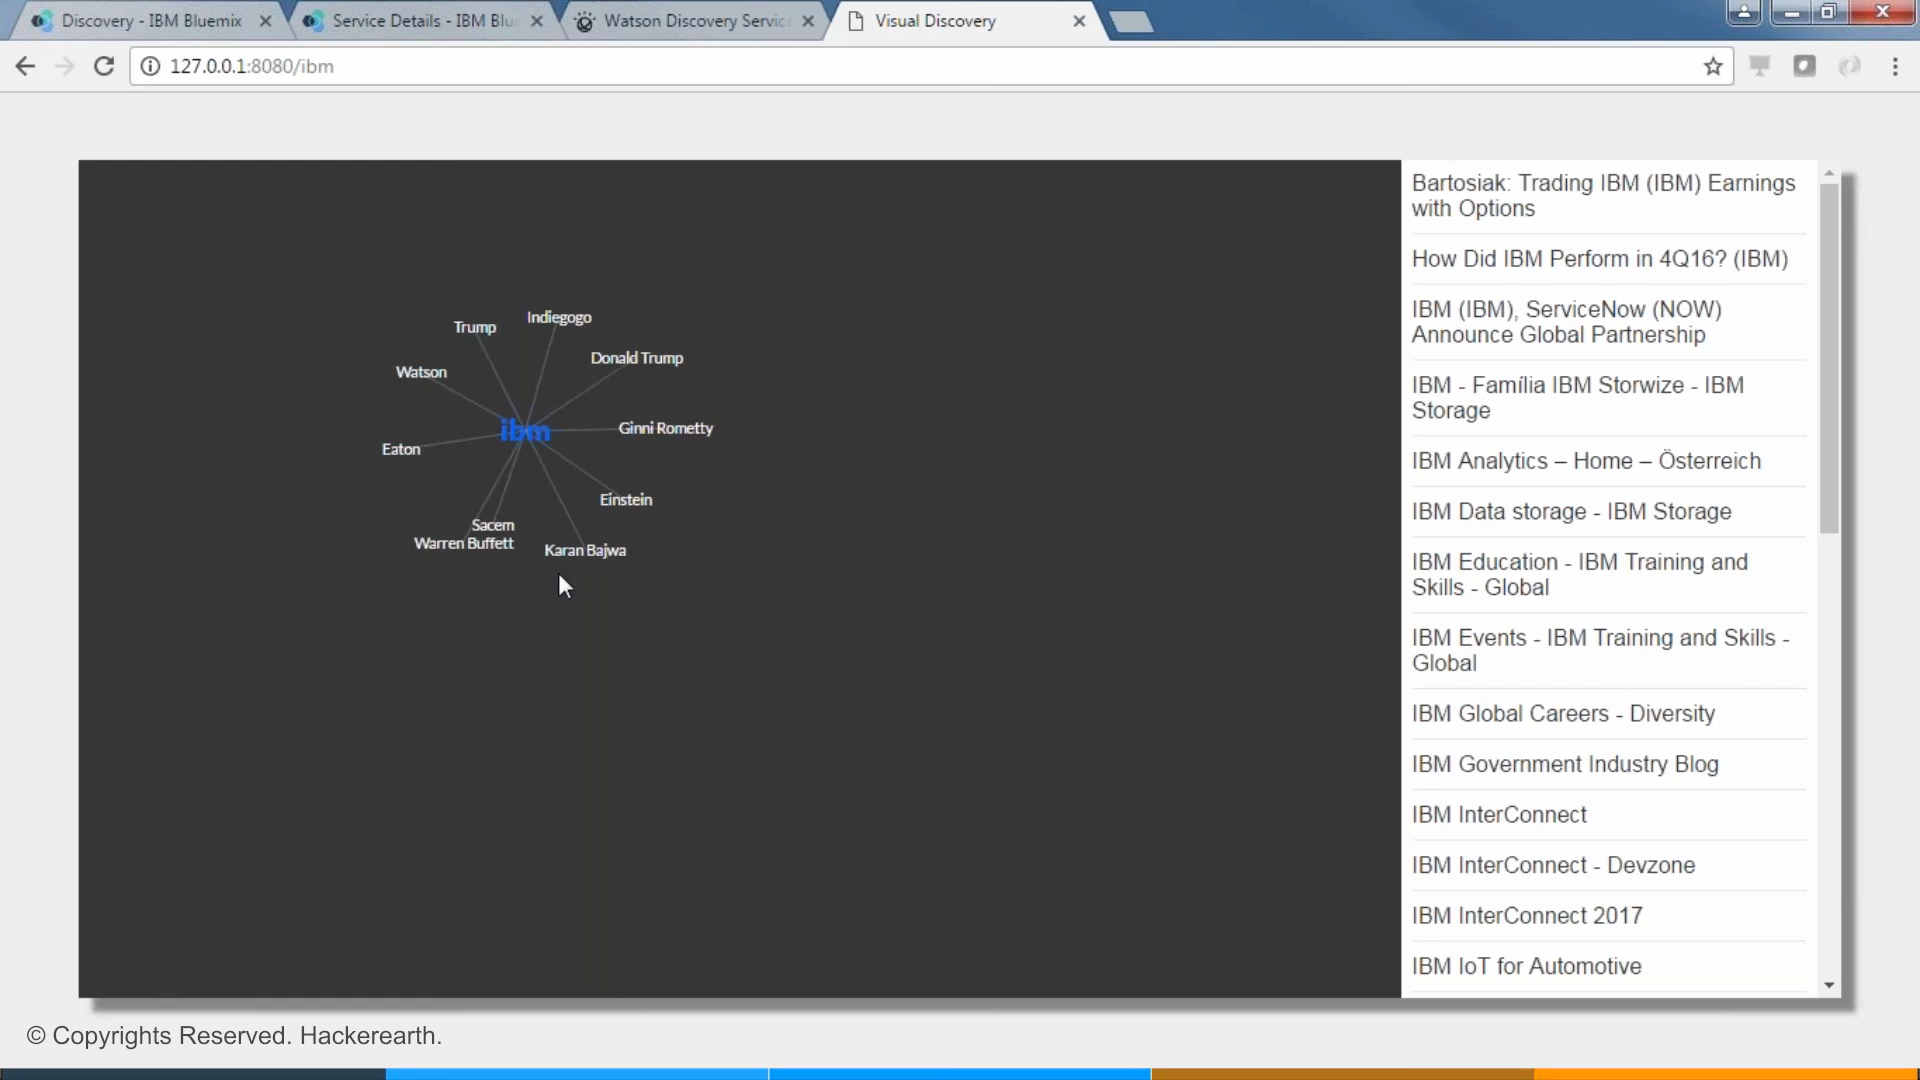 Discovery - IBM Bluemix
Service Details - IBM Blu
Watson Discovery Servic
Visual Discovery
127.0.0.1:8080/ibm
Indiegogo
Trump
Donald Trump
Watson
Ginni Rometty
ibm
Eaton
Einstein
Sacem
Warren Buffett
Karan Bajwa
Bartosiak: Trading IBM (IBM) Earnings
with Options
How Did IBM Perform in 4Q16? (IBM)
IBM (IBM), ServiceNow (NOW)
Announce Global Partnership
IBM - Família IBM Storwize - IBM
Storage
IBM Analytics – Home – Österreich
IBM Data storage - IBM Storage
IBM Education - IBM Training and
Skills - Global
IBM Events - IBM Training and Skills -
Global
IBM Global Careers - Diversity
IBM Government Industry Blog
IBM InterConnect
IBM InterConnect - Devzone
IBM InterConnect 2017
IBM IoT for Automotive
© Copyrights Reserved. Hackerearth.